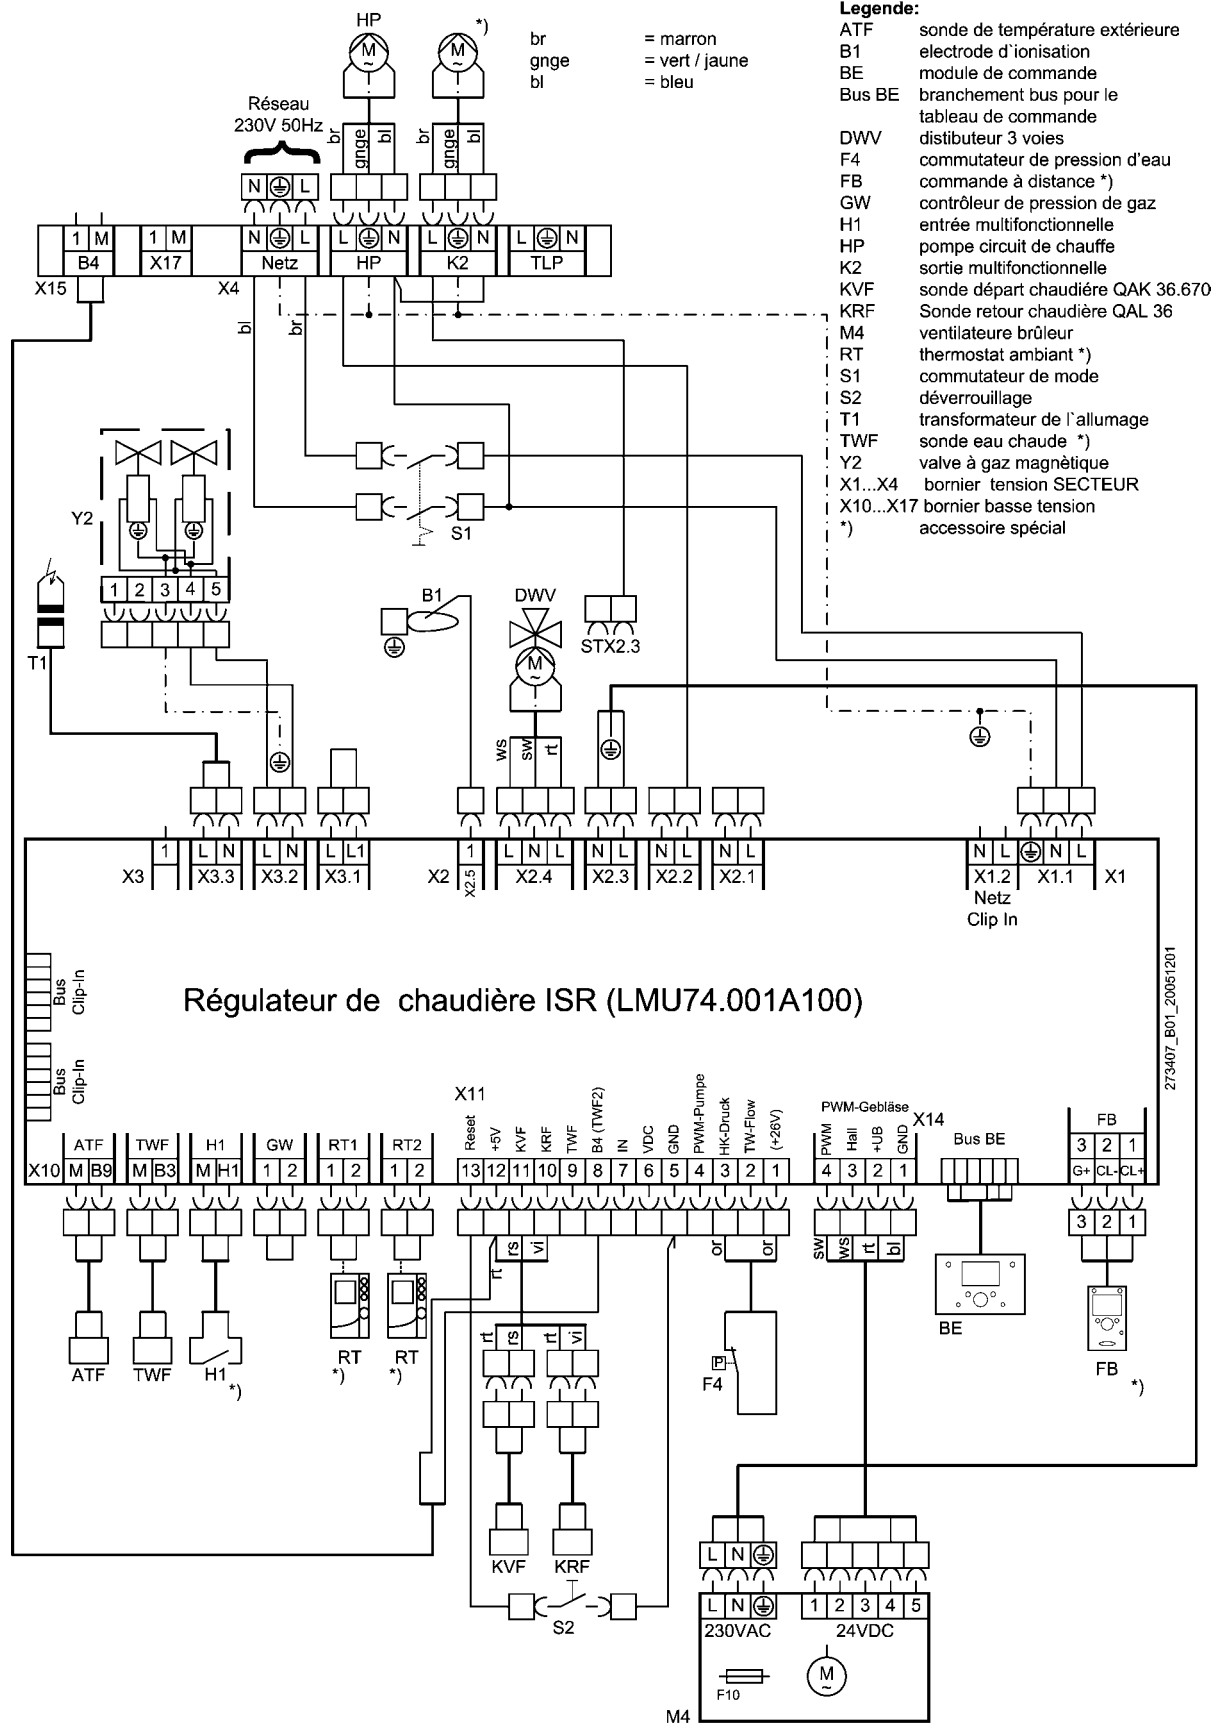 HP
*)
br = marron
gnge = vert / jaune
bl = bleu
Legende:
ATF sonde de température extérieure
B1 electrode d`ionisation
BE module de commande
Bus BE branchement bus pour le
tableau de commande
DWV distibuteur 3 voies
F4 commutateur de pression d'eau
FB commande à distance *)
GW contrôleur de pression de gaz
H1 entrée multifonctionnelle
HP pompe circuit de chauffe
K2 sortie multifonctionnelle
KVF sonde départ chaudiére QAK 36.670
KRF Sonde retour chaudière QAL 36
M4 ventilateure brûleur
RT thermostat ambiant *)
S1 commutateur de mode
S2 déverrouillage
T1 transformateur de l`allumage
TWF sonde eau chaude *)
Y2 valve à gaz magnètique
X1...X4 bornier tension SECTEUR
X10...X17 bornier basse tension
*) accessoire spécial
M ~ M ~
Réseau
230V 50Hz
br gnge bl br gnge bl
N L
1 M 1 M N L L N L N L N
B4 X17 Netz HP K2 TLP
X15 X4
bl br
Y2
S1
1 2 3 4 5
B1 DWV
STX2.3
T1
M ~
ws sw rt
1 L N L N L L1 1 L N L N L N L N L N L N L
X3 X3.3 X3.2 X3.1 X2 X2.5 X2.4 X2.3 X2.2 X2.1 X1.2 X1.1 X1
Netz
Clip In
Bus
Clip-In
Régulateur de chaudière ISR (LMU74.001A100)
273407_B01_20051201
Bus
Clip-In
X11
Reset +5V KVF KRF TWF B4 (TWF2) IN VDC GND PWM-Pumpe HK-Druck TW-Flow (+26V)
PWM-Gebläse X14
PWM Hall +UB GND
Bus BE
FB
ATF TWF H1 GW RT1 RT2
3 2 1
X10 M B9 M B3 M H1 1 2 1 2 1 2 13 12 11 10 9 8 7 6 5 4 3 2 1 4 3 2 1 G+ CL- CL+
3 2 1
rt rs vi or or sw ws rt bl
BE
rt rs rt vi
P
F4
ATF TWF H1 *) RT *) RT *)
FB *)
KVF KRF
S2
L N
L N 1 2 3 4 5
230VAC 24VDC
F10
M ~
M4